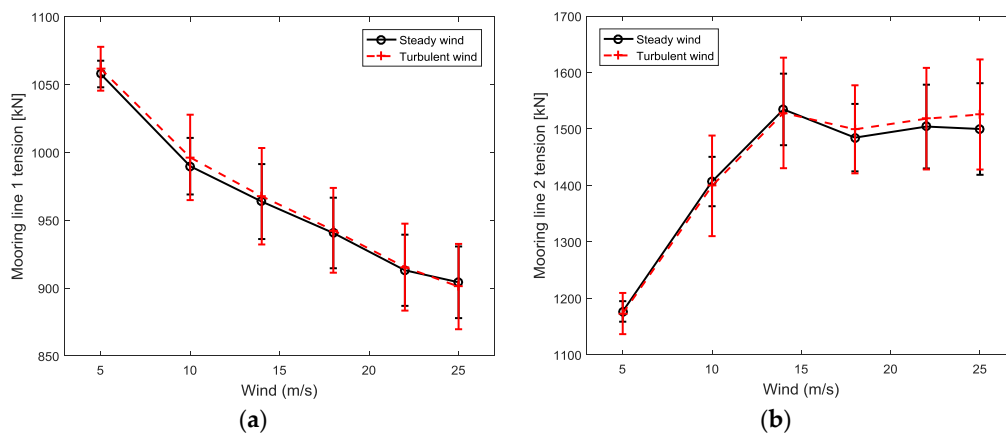 1100
1050
1000
950
900
850
Mooring line 1 tension [kN]
Steady wind
Turbulent wind
5 10 15 20 25
Wind (m/s)
(a)
1700
1600
1500
1400
1300
1200
1100
Mooring line 2 tension [kN]
Steady wind
Turbulent wind
5 10 15 20 25
Wind (m/s)
(b)